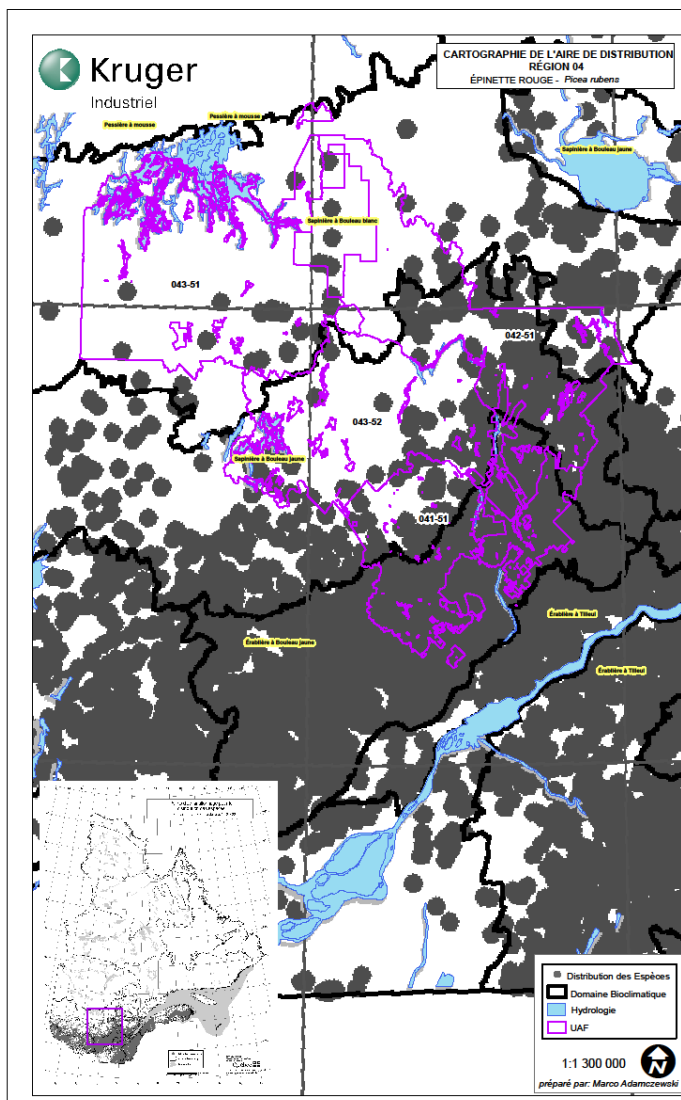 Kruger
Industriel
CARTOGRAPHIE DE L'AIRE DE DISTRIBUTION
RÉGION 04
ÉPINETTE ROUGE - Picea rubens
Pessière à mousse
Pessière à mousse
Sapinière à Bouleau jaune
Sapinière à Bouleau blanc
043-51
042-51
043-52
Sapinière à Bouleau jaune
041-51
Érablière à Tilleul
Érablière à Bouleau jaune
Érablière à Tilleul
Distribution des Espèces
Domaine Bioclimatique
Hydrologie
UAF
1:1 300 000
N
préparé par: Marco Adamczewski